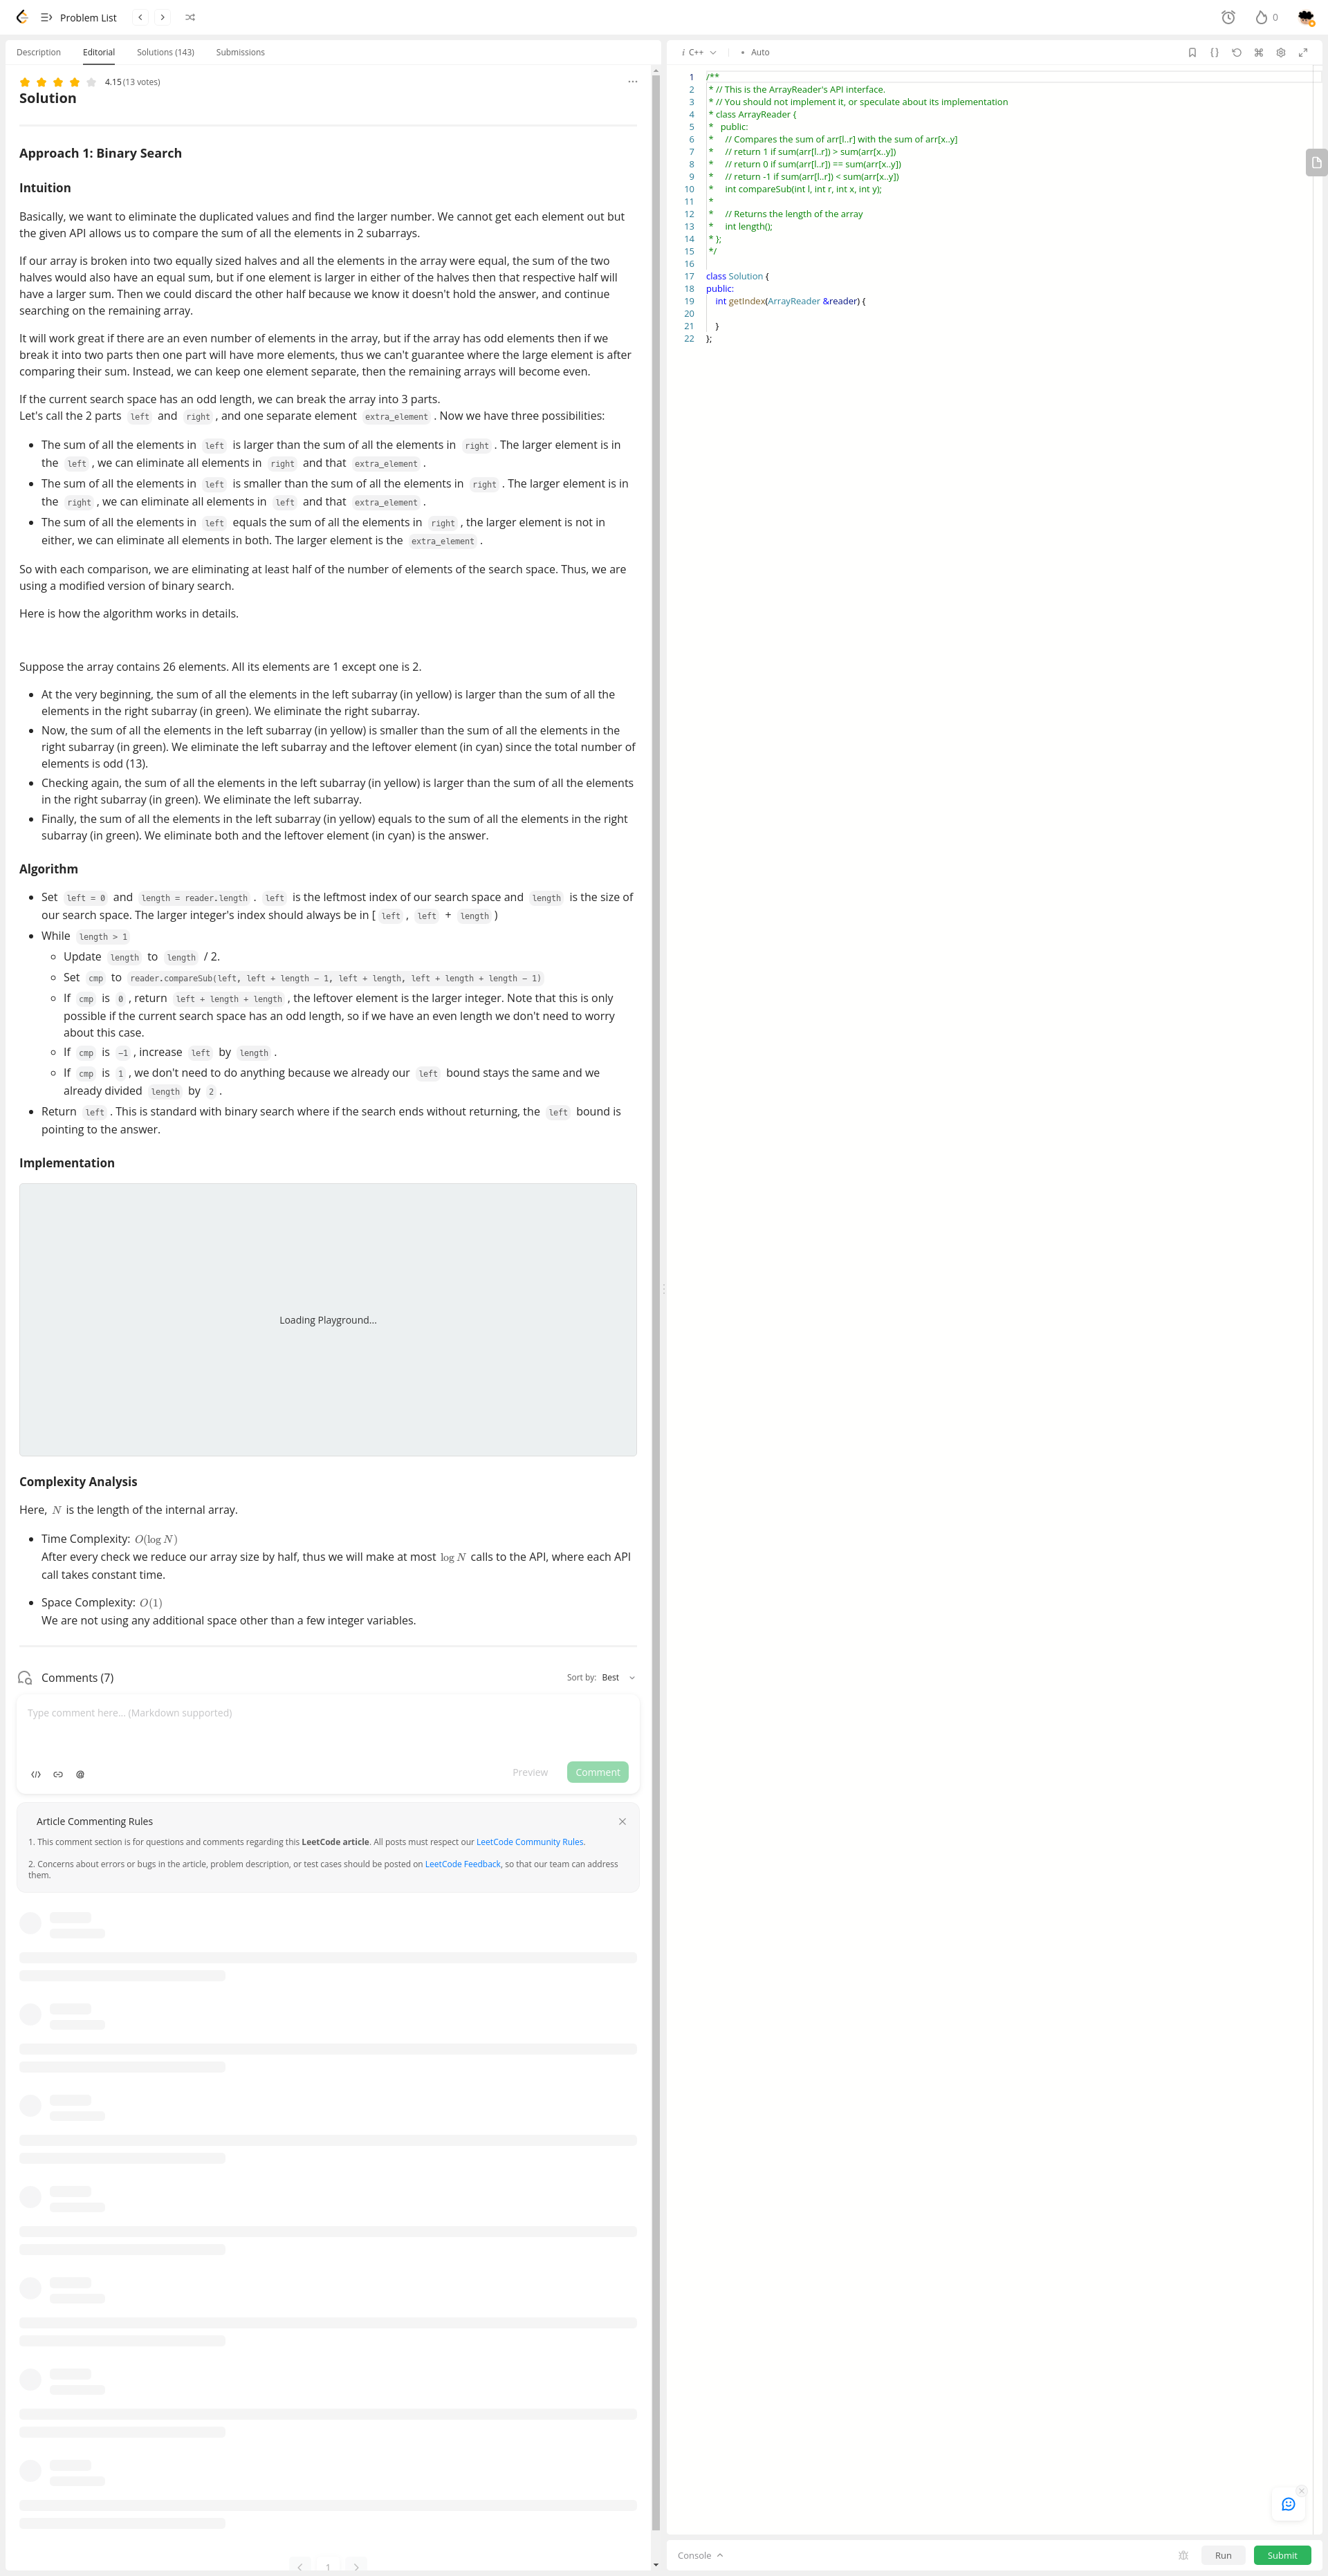 Problem List
0
Description Editorial Solutions (143) Submissions
4.15 (13 votes)
Solution
Approach 1: Binary Search
Intuition
Basically, we want to eliminate the duplicated values and find the larger number. We cannot get each element out but
the given API allows us to compare the sum of all the elements in 2 subarrays.
If our array is broken into two equally sized halves and all the elements in the array were equal, the sum of the two
halves would also have an equal sum, but if one element is larger in either of the halves then that respective half will
have a larger sum. Then we could discard the other half because we know it doesn't hold the answer, and continue
searching on the remaining array.
It will work great if there are an even number of elements in the array, but if the array has odd elements then if we
break it into two parts then one part will have more elements, thus we can't guarantee where the large element is after
comparing their sum. Instead, we can keep one element separate, then the remaining arrays will become even.
If the current search space has an odd length, we can break the array into 3 parts.
Let's call the 2 parts left and right , and one separate element extra_element . Now we have three possibilities:
• The sum of all the elements in left is larger than the sum of all the elements in right . The larger element is in
the left , we can eliminate all elements in right and that extra_element .
• The sum of all the elements in left is smaller than the sum of all the elements in right . The larger element is in
the right , we can eliminate all elements in left and that extra_element .
• The sum of all the elements in left equals the sum of all the elements in right , the larger element is not in
either, we can eliminate all elements in both. The larger element is the extra_element .
So with each comparison, we are eliminating at least half of the number of elements of the search space. Thus, we are
using a modified version of binary search.
Here is how the algorithm works in details.
Suppose the array contains 26 elements. All its elements are 1 except one is 2.
• At the very beginning, the sum of all the elements in the left subarray (in yellow) is larger than the sum of all the
elements in the right subarray (in green). We eliminate the right subarray.
• Now, the sum of all the elements in the left subarray (in yellow) is smaller than the sum of all the elements in the
right subarray (in green). We eliminate the left subarray and the leftover element (in cyan) since the total number of
elements is odd (13).
• Checking again, the sum of all the elements in the left subarray (in yellow) is larger than the sum of all the elements
in the right subarray (in green). We eliminate the left subarray.
• Finally, the sum of all the elements in the left subarray (in yellow) equals to the sum of all the elements in the right
subarray (in green). We eliminate both and the leftover element (in cyan) is the answer.
Algorithm
• Set left = 0 and length = reader.length . left is the leftmost index of our search space and length is the size of
our search space. The larger integer's index should always be in [ left , left + length )
• While length > 1
○ Update length to length / 2.
○ Set cmp to reader.compareSub(left, left + length − 1, left + length, left + length + length − 1)
○ If cmp is 0 , return left + length + length , the leftover element is the larger integer. Note that this is only
possible if the current search space has an odd length, so if we have an even length we don't need to worry
about this case.
○ If cmp is −1 , increase left by length .
○ If cmp is 1 , we don't need to do anything because we already our left bound stays the same and we
already divided length by 2 .
• Return left . This is standard with binary search where if the search ends without returning, the left bound is
pointing to the answer.
Implementation
Loading Playground...
Complexity Analysis
Here, N is the length of the internal array.
• Time Complexity: O(log N)
After every check we reduce our array size by half, thus we will make at most log N calls to the API, where each API
call takes constant time.
• Space Complexity: O(1)
We are not using any additional space other than a few integer variables.
Comments (7) Sort by: Best
Type comment here... (Markdown supported)
Preview Comment
Article Commenting Rules
1. This comment section is for questions and comments regarding this LeetCode article. All posts must respect our LeetCode Community Rules.
2. Concerns about errors or bugs in the article, problem description, or test cases should be posted on LeetCode Feedback, so that our team can address
them.
1
i C++ • Auto
1 /**
2 * // This is the ArrayReader's API interface.
3 * // You should not implement it, or speculate about its implementation
4 * class ArrayReader {
5 * public:
6 * // Compares the sum of arr[l..r] with the sum of arr[x..y]
7 * // return 1 if sum(arr[l..r]) > sum(arr[x..y])
8 * // return 0 if sum(arr[l..r]) == sum(arr[x..y])
9 * // return -1 if sum(arr[l..r]) < sum(arr[x..y])
10 * int compareSub(int l, int r, int x, int y);
11 *
12 * // Returns the length of the array
13 * int length();
14 * };
15 */
16
17 class Solution {
18 public:
19 int getIndex(ArrayReader &reader) {
20
21 }
22 };
Console Run Submit